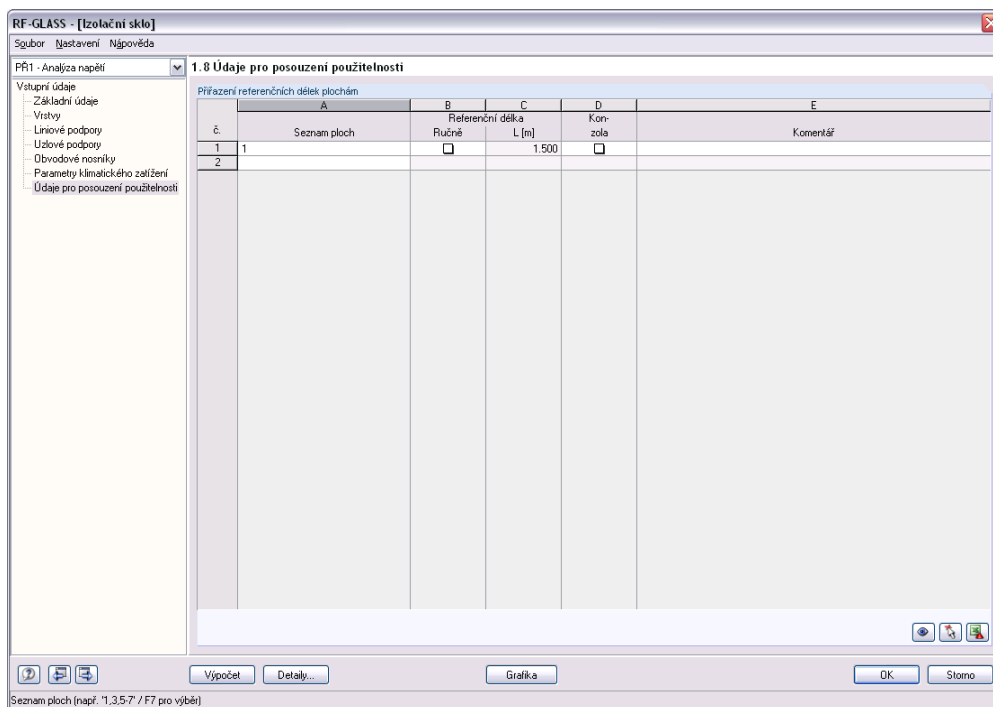 RF-GLASS - [Izolační sklo]
Soubor Nastavení Nápověda
PŘ1 - Analýza napětí
1.8 Údaje pro posouzení použitelnosti
Vstupní údaje
Základní údaje
Vrstvy
Liniové podpory
Uzlové podpory
Obvodové nosníky
Parametry klimatického zatížení
Údaje pro posouzení použitelnosti
Přiřazení referenčních délek plochám
A B C D E
Referenční délka Kon-
č. Seznam ploch Ručně L [m] zola Komentář
1 1 1.500
2
Výpočet Detaily... Grafika OK Storno
Seznam ploch (např. '1,3,5-7' / F7 pro výběr)